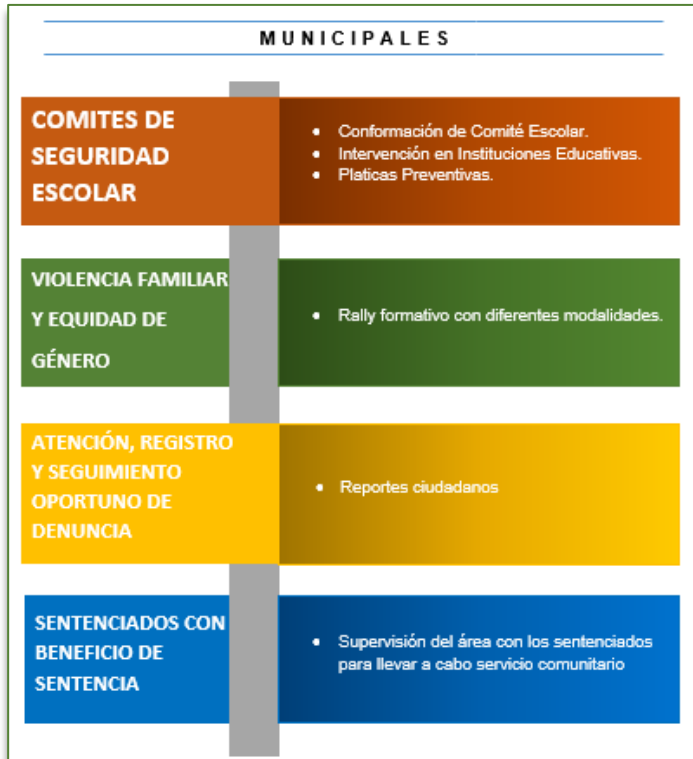 MUNICIPALES
COMITES DE
SEGURIDAD
ESCOLAR
• Conformación de Comité Escolar.
• Intervención en Instituciones Educativas.
• Platicas Preventivas.
VIOLENCIA FAMILIAR
Y EQUIDAD DE
GÉNERO
• Rally formativo con diferentes modalidades.
ATENCIÓN, REGISTRO
Y SEGUIMIENTO
OPORTUNO DE
DENUNCIA
• Reportes ciudadanos
SENTENCIADOS CON
BENEFICIO DE
SENTENCIA
• Supervisión del área con los sentenciados
para llevar a cabo servicio comunitario